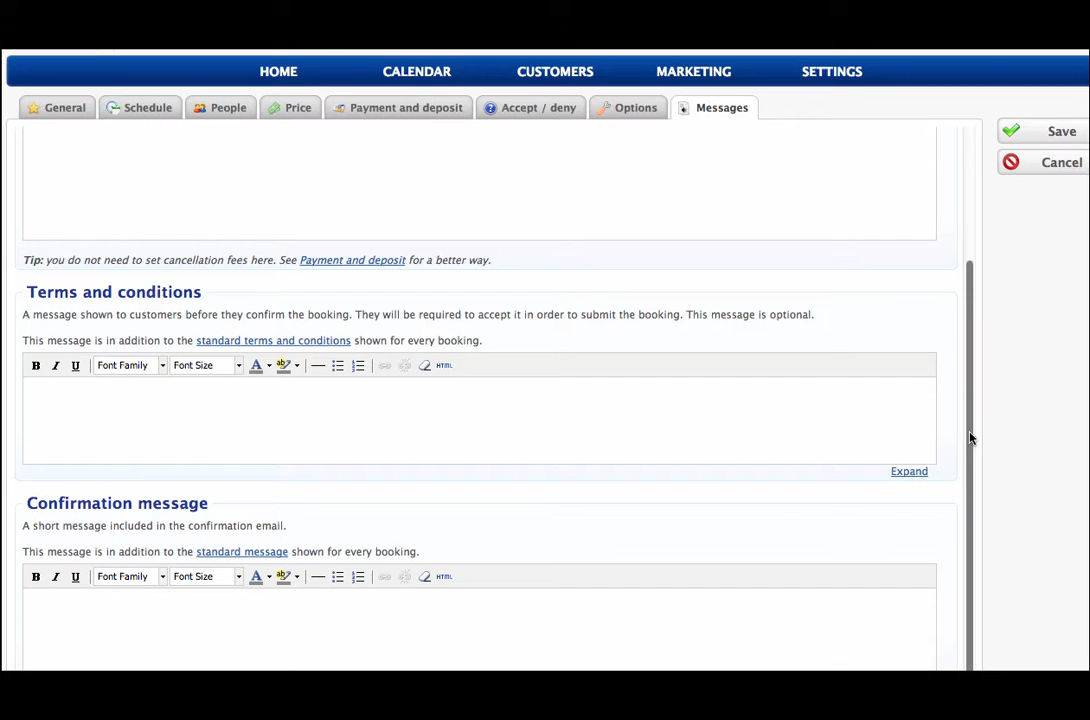 HOME CALENDAR CUSTOMERS MARKETING SETTINGS
General Schedule People Price Payment and deposit Accept / deny Options Messages
Save
Cancel
Tip: you do not need to set cancellation fees here. See Payment and deposit for a better way.
Terms and conditions
A message shown to customers before they confirm the booking. They will be required to accept it in order to submit the booking. This message is optional.
This message is in addition to the standard terms and conditions shown for every booking.
B I U Font Family Font Size A ab HTML
Expand
Confirmation message
A short message included in the confirmation email.
This message is in addition to the standard message shown for every booking.
B I U Font Family Font Size A ab HTML